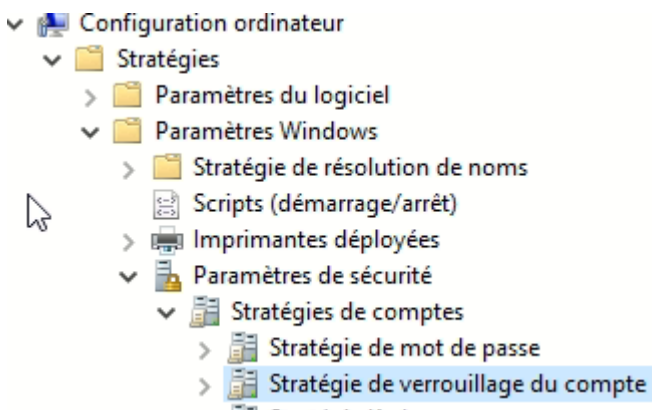 Configuration ordinateur
Stratégies
Paramètres du logiciel
Paramètres Windows
Stratégie de résolution de noms
Scripts (démarrage/arrêt)
Imprimantes déployées
Paramètres de sécurité
Stratégies de comptes
Stratégie de mot de passe
Stratégie de verrouillage du compte